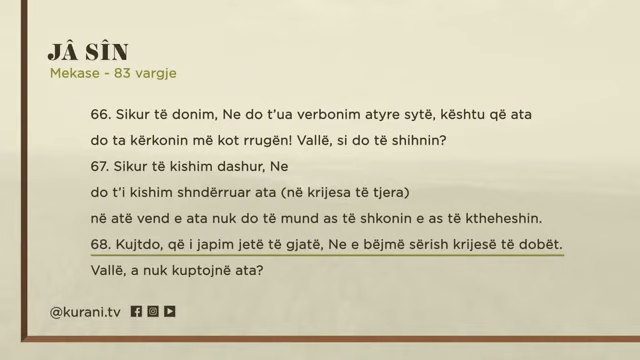 JÂ SÎN
Mekase - 83 vargje
66. Sikur të donim, Ne do t'ua verbonim atyre sytë, kështu që ata
do ta kërkonin më kot rrugën! Vallë, si do të shihnin?
67. Sikur të kishim dashur, Ne
do t'i kishim shndërruar ata (në krijesa të tjera)
në atë vend e ata nuk do të mund as të shkonin e as të ktheheshin.
68. Kujtdo, që i japim jetë të gjatë, Ne e bëjmë sërish krijesë të dobët.
Vallë, a nuk kuptojnë ata?
@kurani.tv